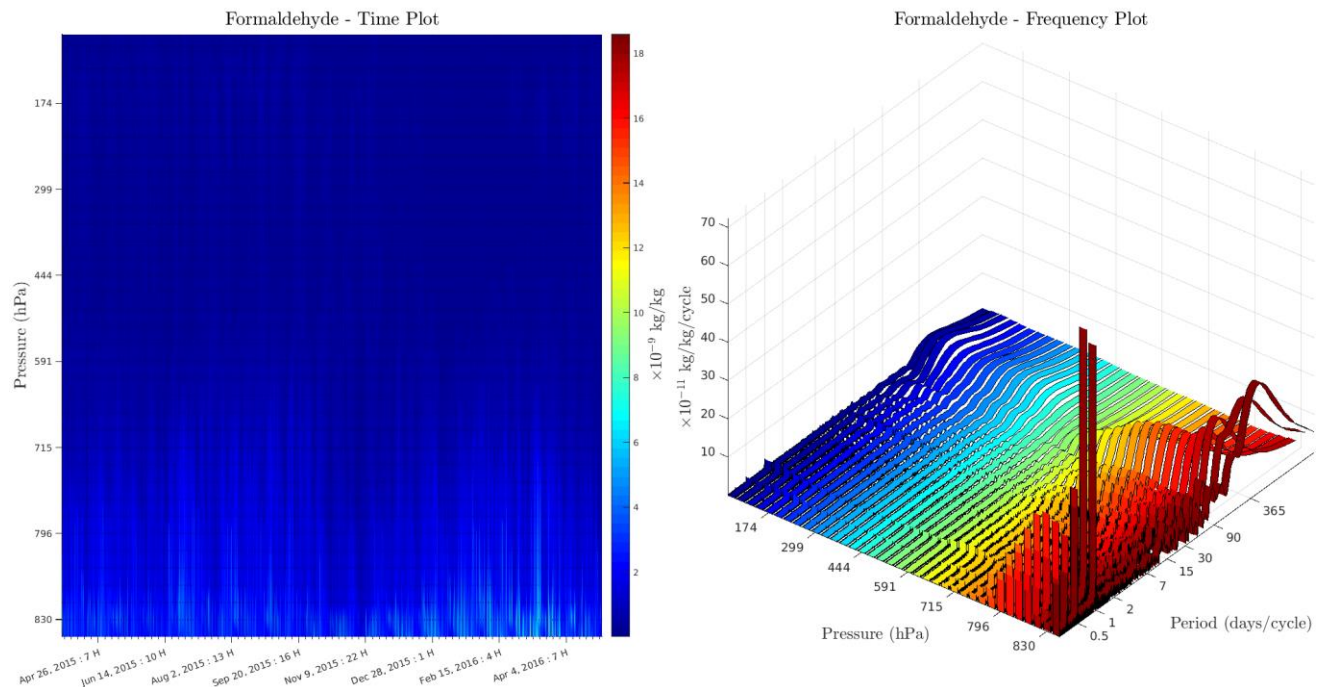 Formaldehyde - Time Plot
174
299
444
591
715
796
830
Pressure (hPa)
Apr 26, 2015 : 7 H
Jun 14, 2015 : 10 H
Aug 2, 2015 : 13 H
Sep 20, 2015 : 16 H
Nov 9, 2015 : 22 H
Dec 28, 2015 : 1 H
Feb 15, 2016 : 4 H
Apr 4, 2016 : 7 H
18
16
14
12
10
8
6
4
2
×10⁻⁹ kg/kg
Formaldehyde - Frequency Plot
70
60
50
40
30
20
10
×10⁻¹¹ kg/kg/cycle
174
299
444
591
715
796
830
Pressure (hPa)
365
90
30
15
7
2
1
0.5
Period (days/cycle)